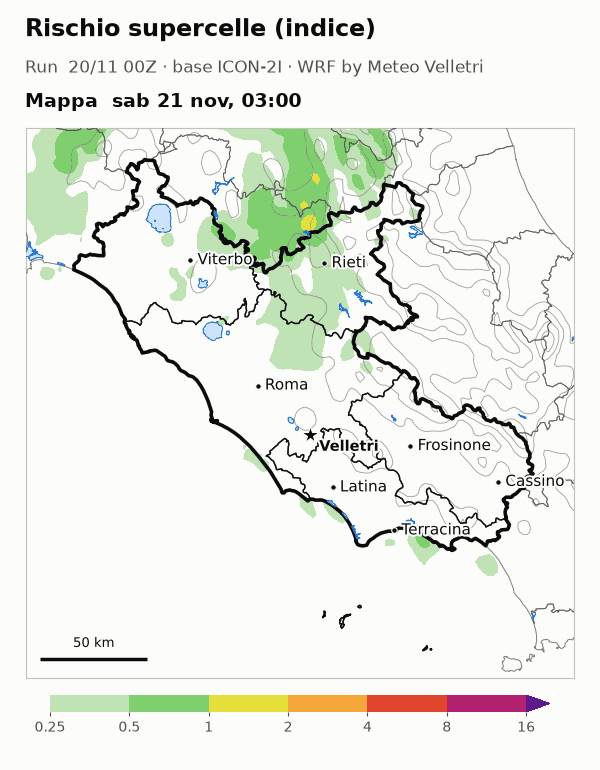 Rischio supercelle (indice)
Run  20/11 00Z · base ICON-2I · WRF by Meteo Velletri
Mappa  sab 21 nov, 03:00
Viterbo
Rieti
Roma
Velletri
Frosinone
Cassino
Latina
Terracina
50 km
0.25 0.5 1 2 4 8 16